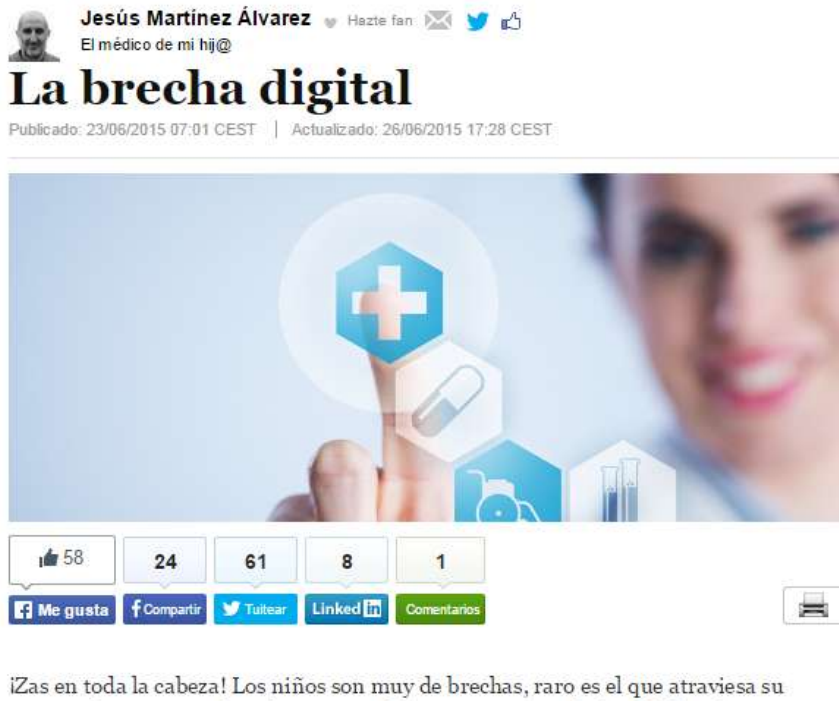 Jesús Martínez Álvarez Hazte fan
El médico de mi hij@
La brecha digital
Publicado: 23/06/2015 07:01 CEST | Actualizado: 26/06/2015 17:28 CEST
58 24 61 8 1
f Me gusta f Compartir Tuitear Linked in Comentarios
¡Zas en toda la cabeza! Los niños son muy de brechas, raro es el que atraviesa su